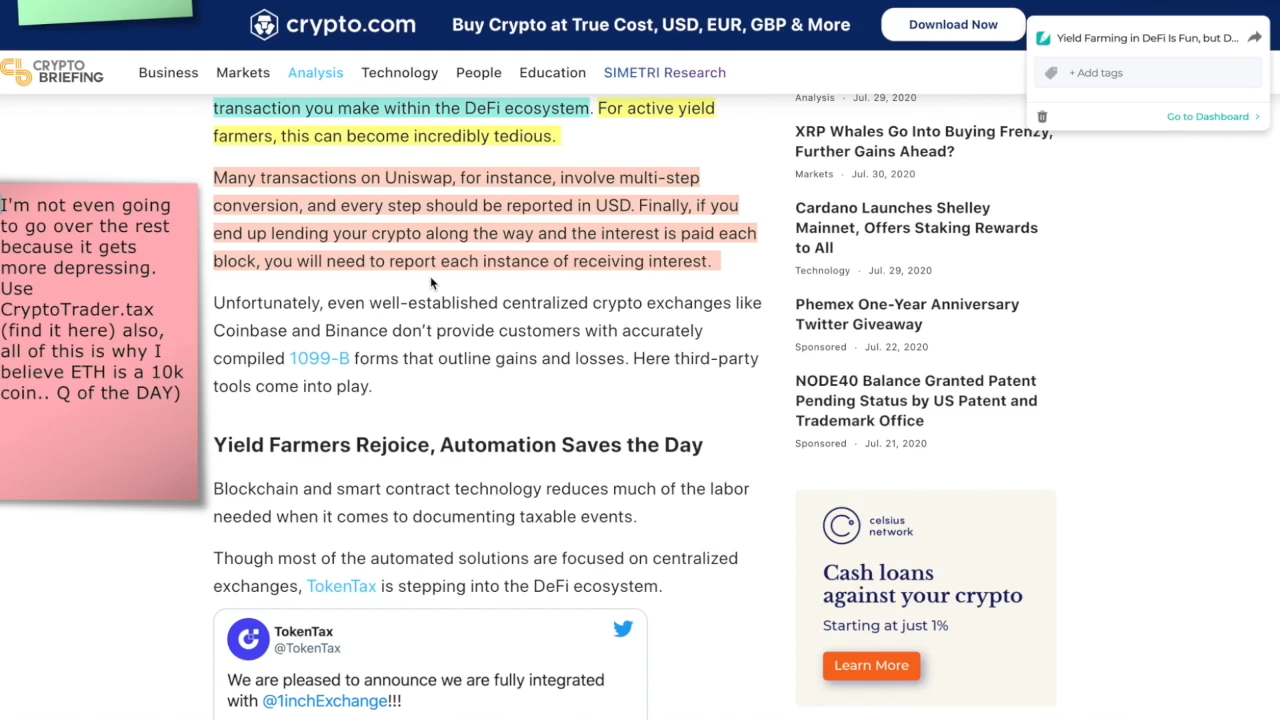 crypto.com
Buy Crypto at True Cost, USD, EUR, GBP & More
Download Now
Yield Farming in DeFi Is Fun, but D...
+ Add tags
Go to Dashboard
CRYPTO
BRIEFING
Business
Markets
Analysis
Technology
People
Education
SIMETRI Research
transaction you make within the DeFi ecosystem. For active yield
farmers, this can become incredibly tedious.
Many transactions on Uniswap, for instance, involve multi-step
conversion, and every step should be reported in USD. Finally, if you
end up lending your crypto along the way and the interest is paid each
block, you will need to report each instance of receiving interest.
Unfortunately, even well-established centralized crypto exchanges like
Coinbase and Binance don’t provide customers with accurately
compiled 1099-B forms that outline gains and losses. Here third-party
tools come into play.
Yield Farmers Rejoice, Automation Saves the Day
Blockchain and smart contract technology reduces much of the labor
needed when it comes to documenting taxable events.
Though most of the automated solutions are focused on centralized
exchanges, TokenTax is stepping into the DeFi ecosystem.
TokenTax
@TokenTax
We are pleased to announce we are fully integrated
with @1inchExchange!!!
I'm not even going
to go over the rest
because it gets
more depressing.
Use
CryptoTrader.tax
(find it here) also,
all of this is why I
believe ETH is a 10k
coin.. Q of the DAY)
Analysis · Jul. 29, 2020
XRP Whales Go Into Buying Frenzy,
Further Gains Ahead?
Markets · Jul. 30, 2020
Cardano Launches Shelley
Mainnet, Offers Staking Rewards
to All
Technology · Jul. 29, 2020
Phemex One-Year Anniversary
Twitter Giveaway
Sponsored · Jul. 22, 2020
NODE40 Balance Granted Patent
Pending Status by US Patent and
Trademark Office
Sponsored · Jul. 21, 2020
celsius
network
Cash loans
against your crypto
Starting at just 1%
Learn More